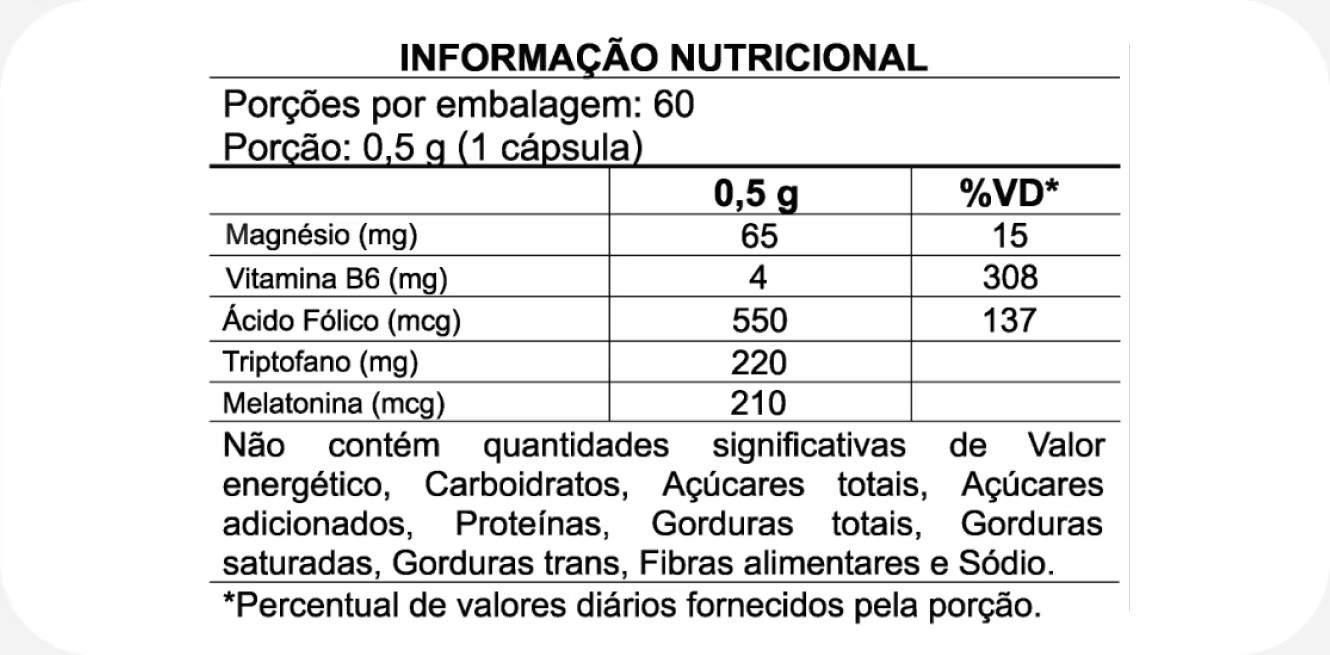 INFORMAÇÃO NUTRICIONAL
Porções por embalagem: 60
Porção: 0,5 g (1 cápsula)
0,5 g %VD*
Magnésio (mg) 65 15
Vitamina B6 (mg) 4 308
Ácido Fólico (mcg) 550 137
Triptofano (mg) 220
Melatonina (mcg) 210
Não contém quantidades significativas de Valor
energético, Carboidratos, Açúcares totais, Açúcares
adicionados, Proteínas, Gorduras totais, Gorduras
saturadas, Gorduras trans, Fibras alimentares e Sódio.
*Percentual de valores diários fornecidos pela porção.